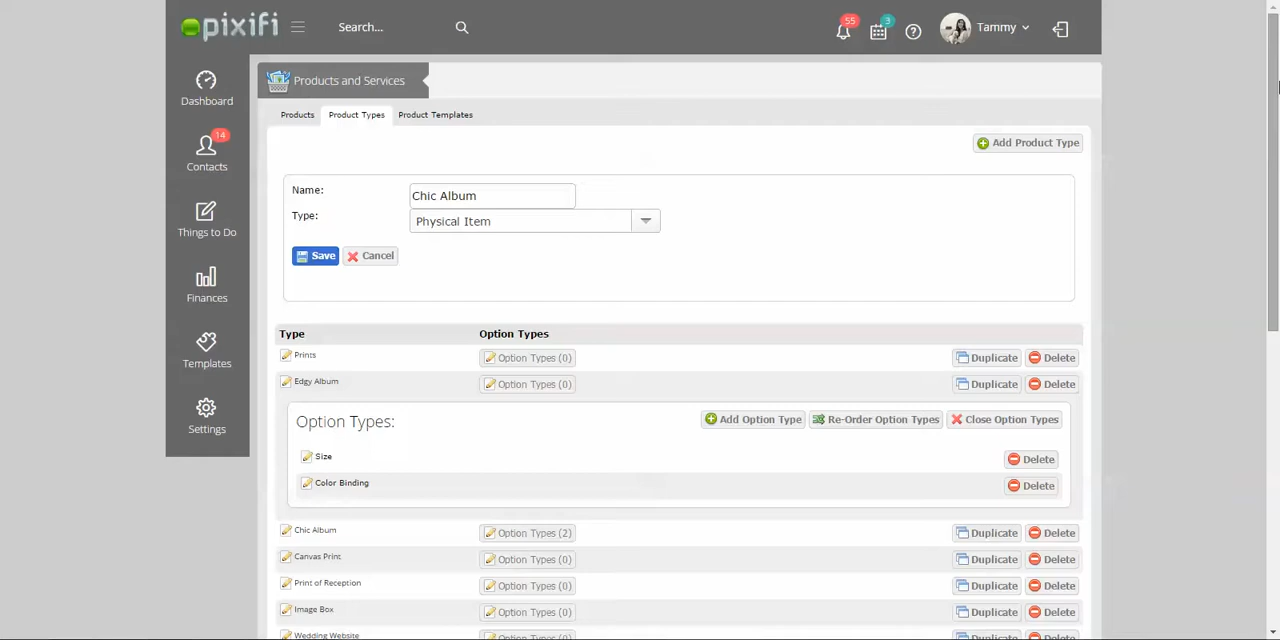 pixifi
Search...
55
3
Tammy
Dashboard
14
Contacts
Things to Do
Finances
Templates
Settings
Products and Services
Products Product Types Product Templates
Add Product Type
Name: Chic Album
Type: Physical Item
Save Cancel
Type Option Types
Prints Option Types (0) Duplicate Delete
Edgy Album Option Types (0) Duplicate Delete
Option Types: Add Option Type Re-Order Option Types Close Option Types
Size Delete
Color Binding Delete
Chic Album Option Types (2) Duplicate Delete
Canvas Print Option Types (0) Duplicate Delete
Print of Reception Option Types (0) Duplicate Delete
Image Box Option Types (0) Duplicate Delete
Wedding Website Option Types (0) Duplicate Delete